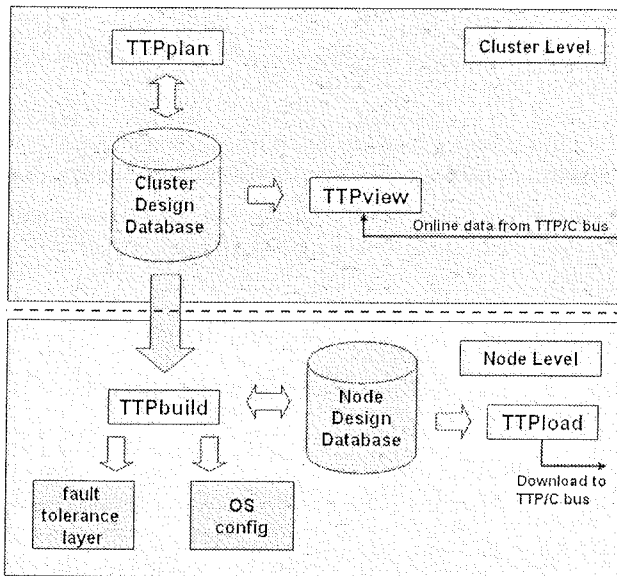 TTPplan
Cluster Level
Cluster
Design
Database
TTPview
Online data from TTP/C bus
Node Level
TTPbuild
Node
Design
Database
TTPload
Download to
TTP/C bus
fault
tolerance
layer
OS
config